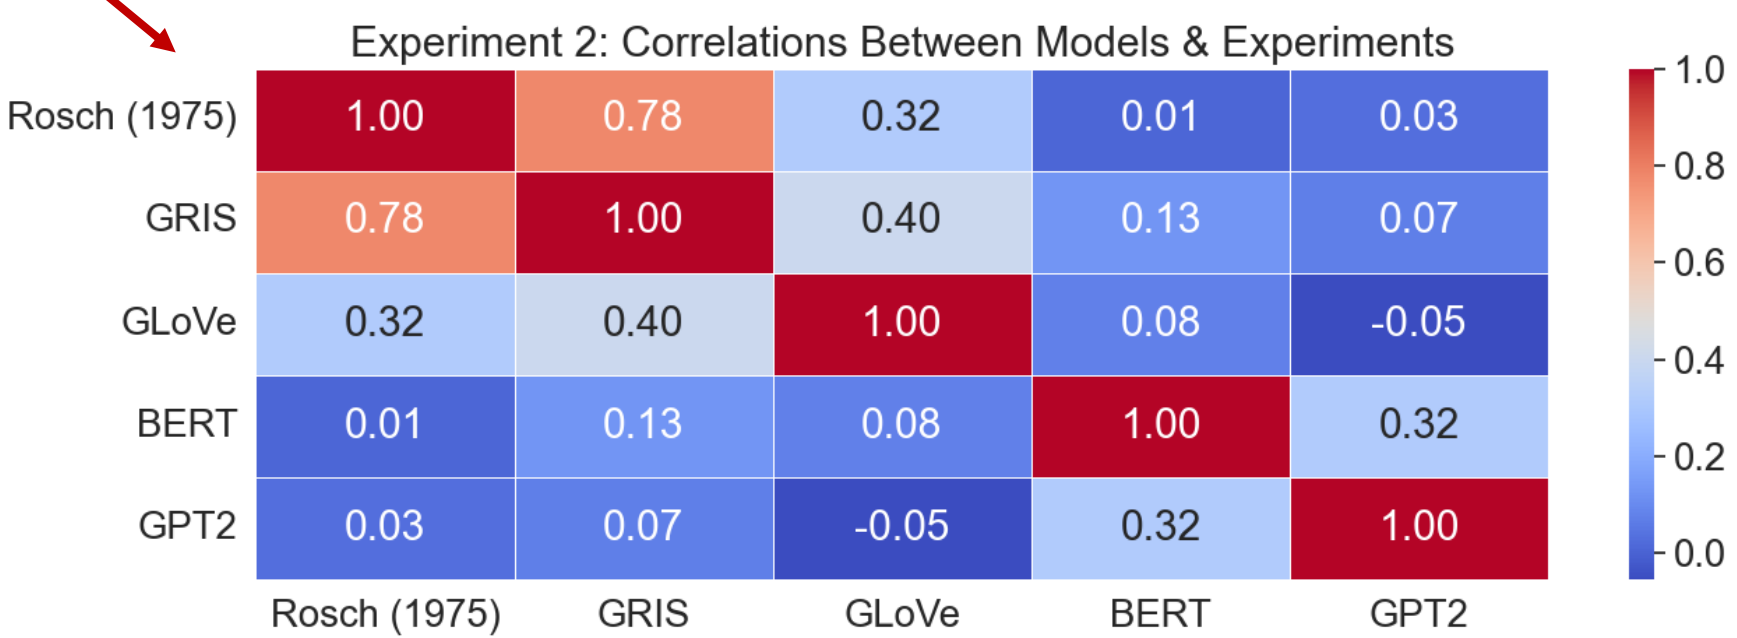 Experiment 2: Correlations Between Models & Experiments
Rosch (1975) 1.00 0.78 0.32 0.01 0.03
GRIS 0.78 1.00 0.40 0.13 0.07
GLoVe 0.32 0.40 1.00 0.08 -0.05
BERT 0.01 0.13 0.08 1.00 0.32
GPT2 0.03 0.07 -0.05 0.32 1.00
Rosch (1975) GRIS GLoVe BERT GPT2
1.0
0.8
0.6
0.4
0.2
0.0